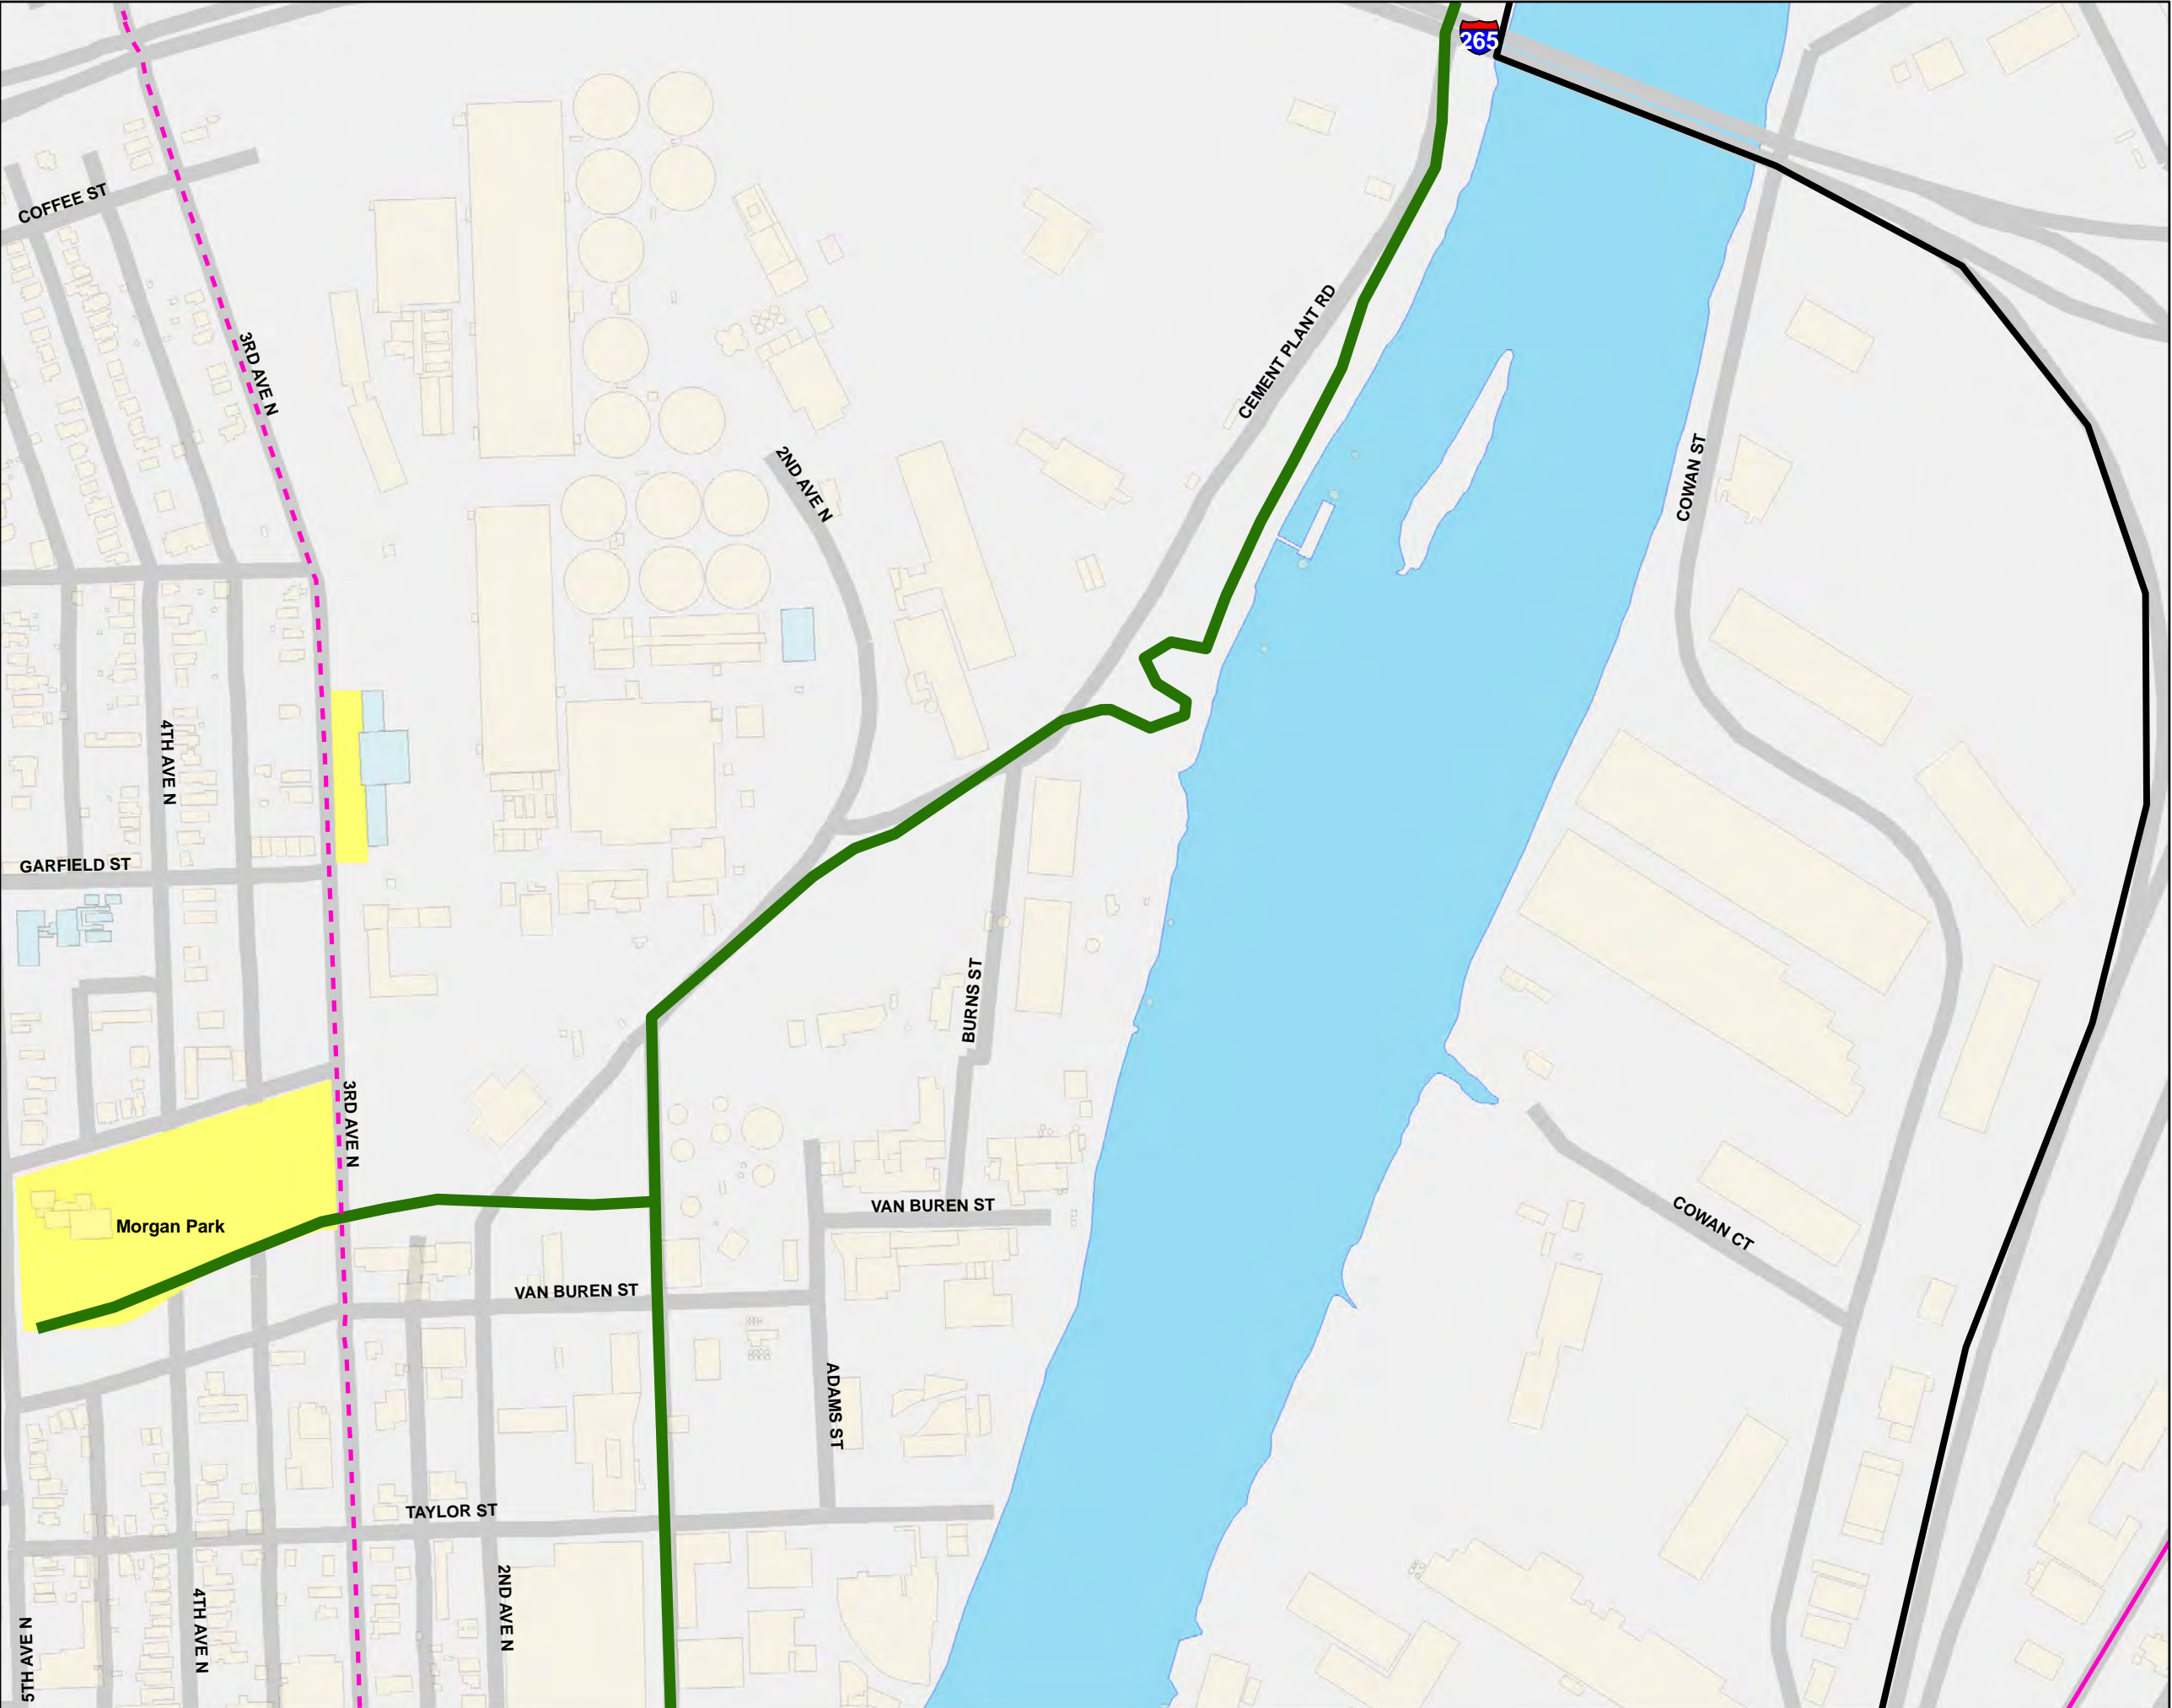 265
COFFEE ST
3RD AVE N
CEMENT PLANT RD
2ND AVE N
COWAN ST
4TH AVE N
GARFIELD ST
BURNS ST
3RD AVE N
Morgan Park
VAN BUREN ST
COWAN CT
VAN BUREN ST
ADAMS ST
TAYLOR ST
2ND AVE N
4TH AVE N
5TH AVE N